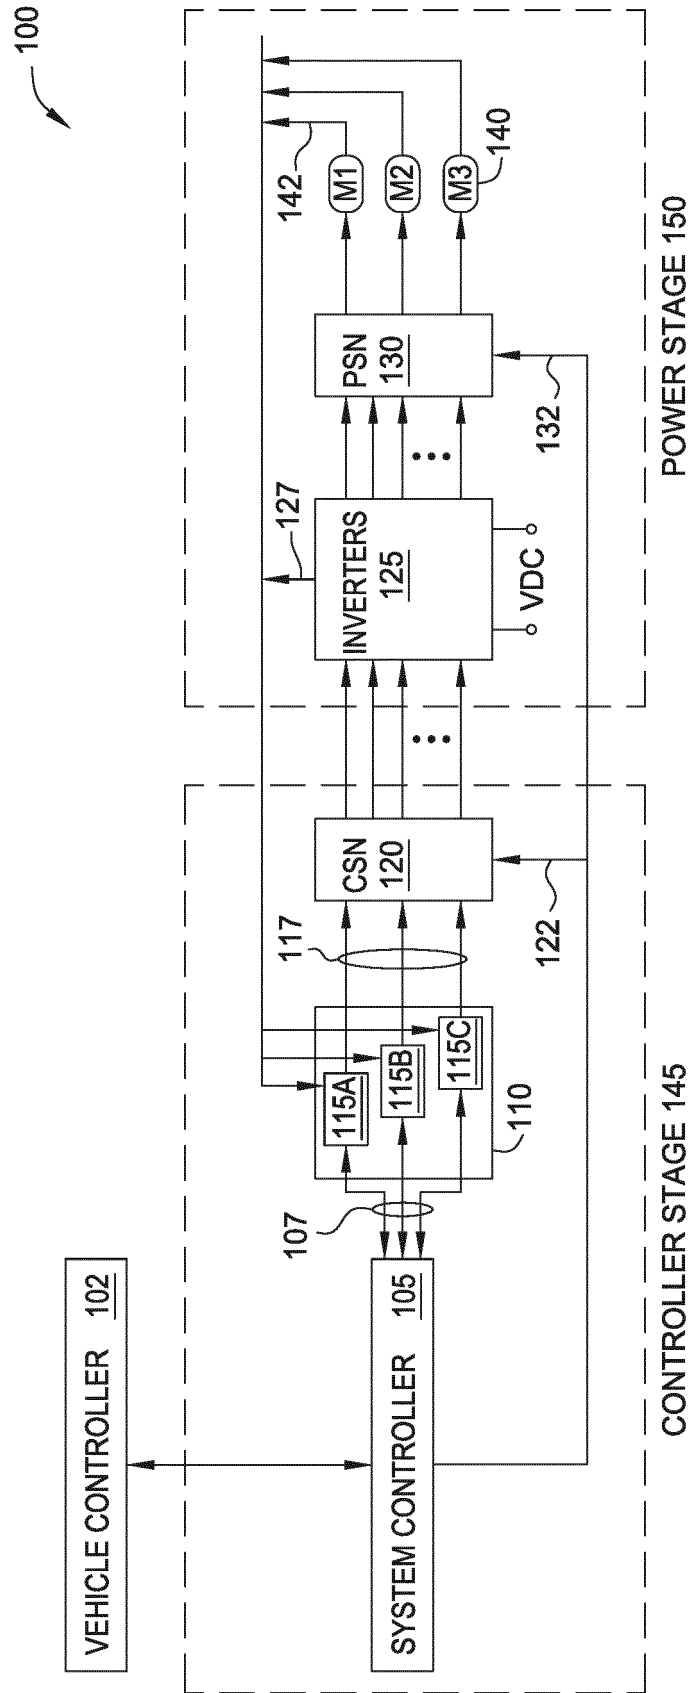 100
VEHICLE CONTROLLER 102
SYSTEM CONTROLLER 105
107
110
115A
115B
115C
117
CSN
120
122
INVERTERS
125
127
VDC
PSN
130
132
M1
M2
M3
140
142
CONTROLLER STAGE 145
POWER STAGE 150